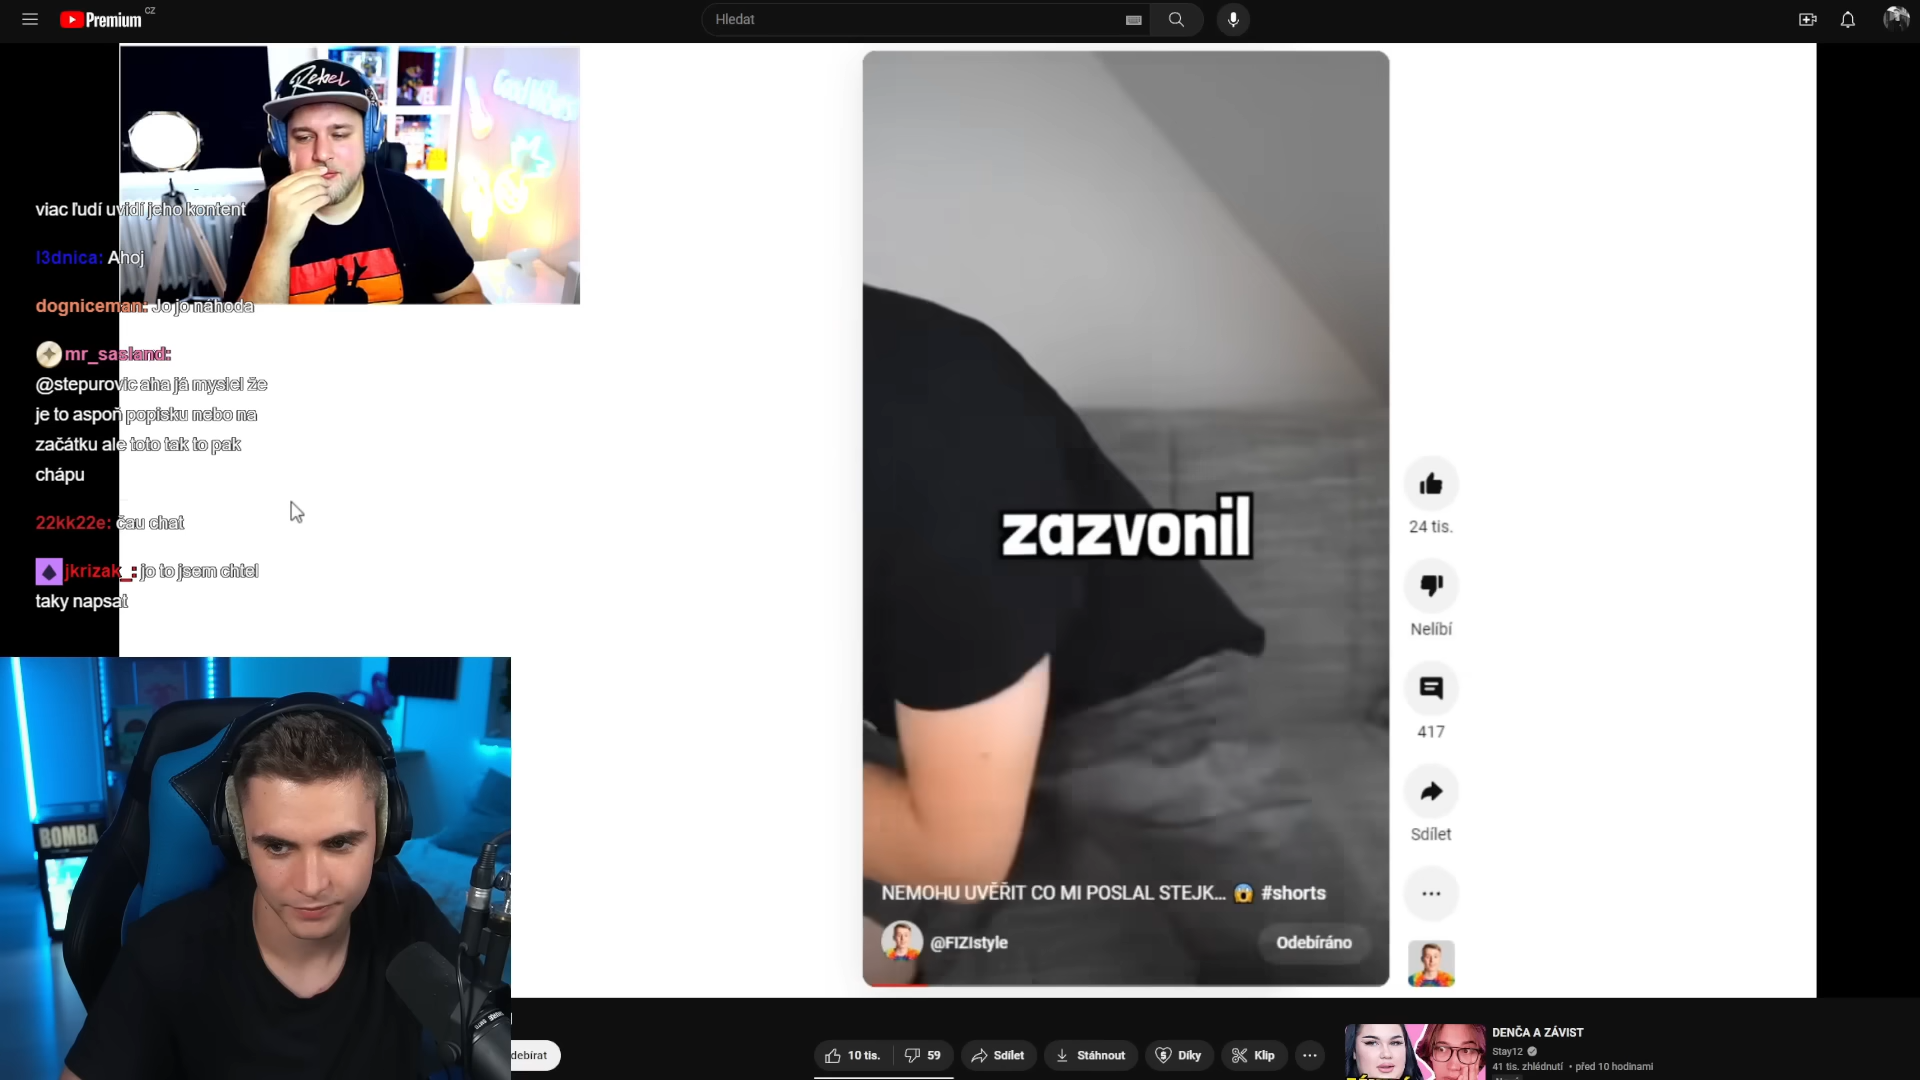 Premium CZ
Hledat
Rebel
Good Vibes
viac ľudí uvidí jeho kontent
l3dnica: Ahoj
dogniceman: Jo jo náhoda
mr_sasland:
@stepurovic aha já myslel že
je to aspoň popisku nebo na
začátku ale toto tak to pak
chápu
22kk22e: čau chat
jkrizak_: jo to jsem chtel
taky napsat
zazvonil
24 tis.
Nelíbí
417
Sdílet
NEMOHU UVĚŘIT CO MI POSLAL STEJK... 😱 #shorts
@FIZIstyle
Odebíráno
BOMBA
debírat
10 tis.
59
Sdílet
Stáhnout
Díky
Klip
DENČA A ZÁVIST
Stay12
41 tis. zhlédnutí • před 10 hodinami